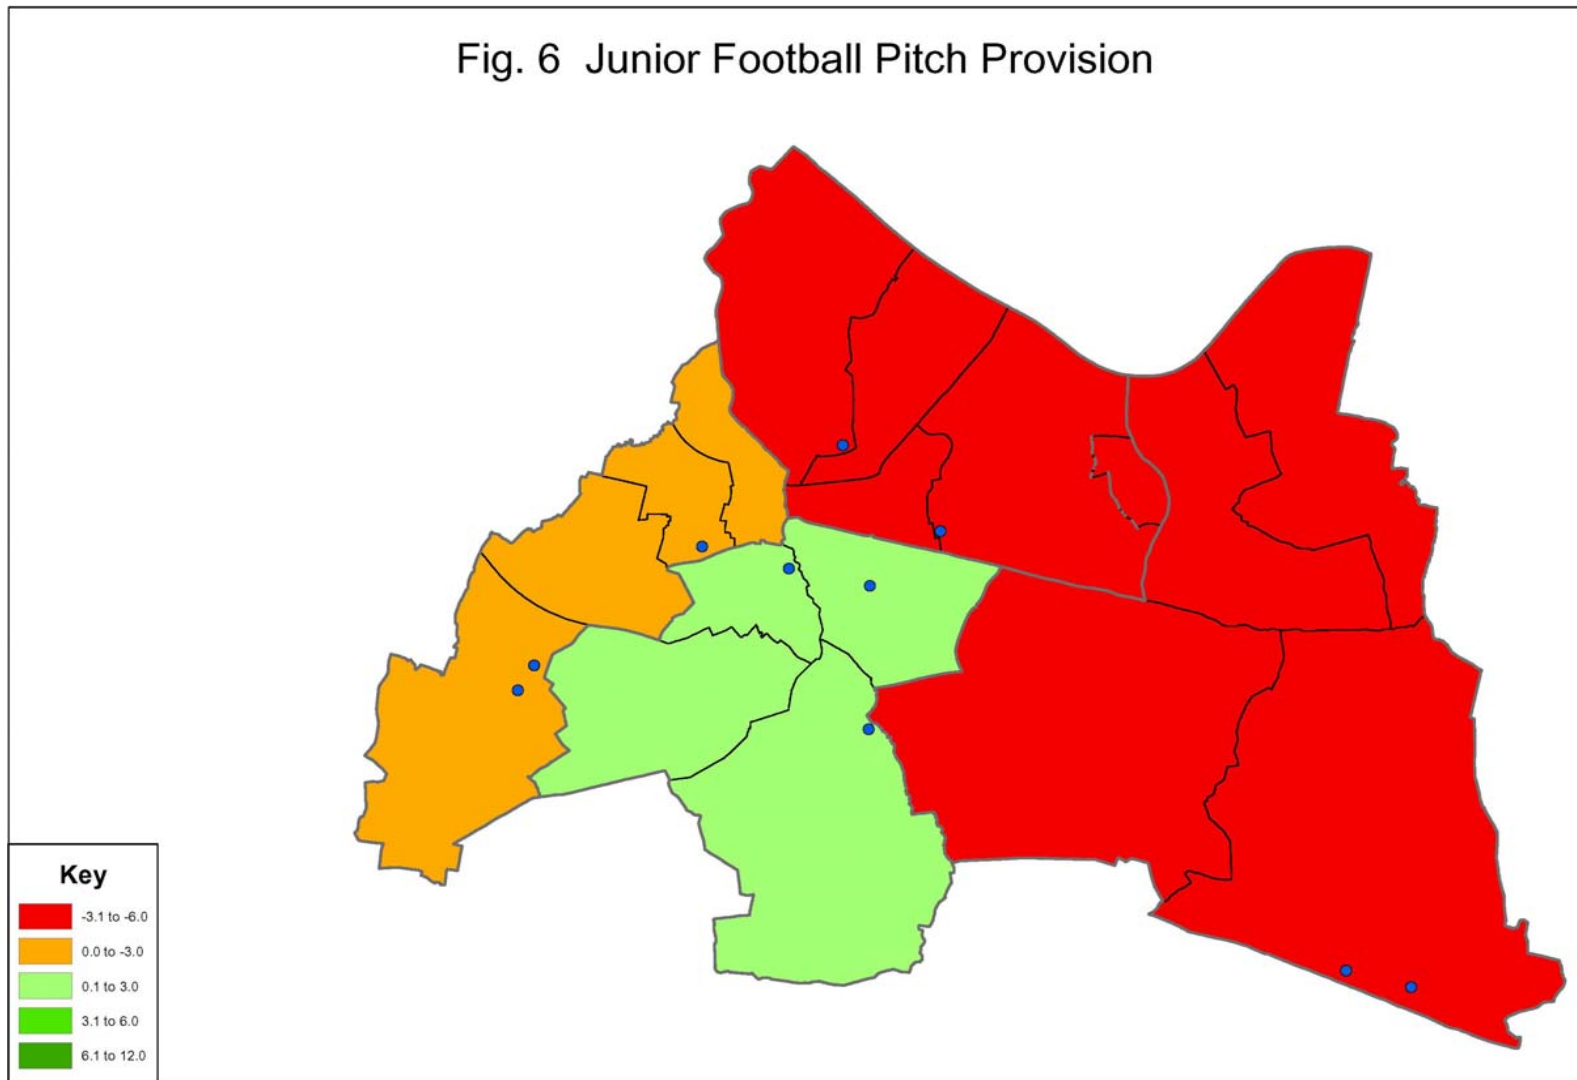 Fig. 6  Junior Football Pitch Provision
Key
-3.1 to -6.0
0.0 to -3.0
0.1 to 3.0
3.1 to 6.0
6.1 to 12.0